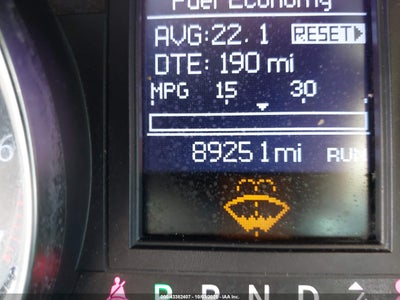 Fuel Economy
AVG:22.1 RESET
DTE: 190 mi
MPG 15 30
89251mi RUN
P R N D